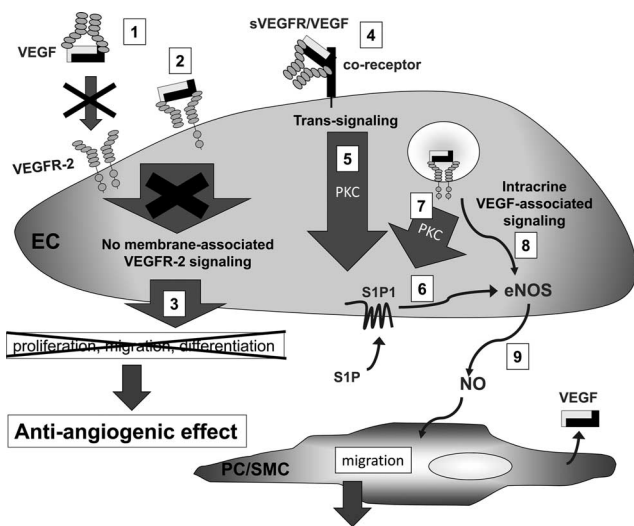 1
VEGF
2
VEGFR-2
sVEGFR/VEGF
4
co-receptor
Trans-signaling
5
PKC
7
PKC
Intracrine
VEGF-associated
signaling
8
EC
No membrane-associated
VEGFR-2 signaling
3
S1P1
6
eNOS
proliferation, migration, differentiation
S1P
9
NO
Anti-angiogenic effect
VEGF
migration
PC/SMC